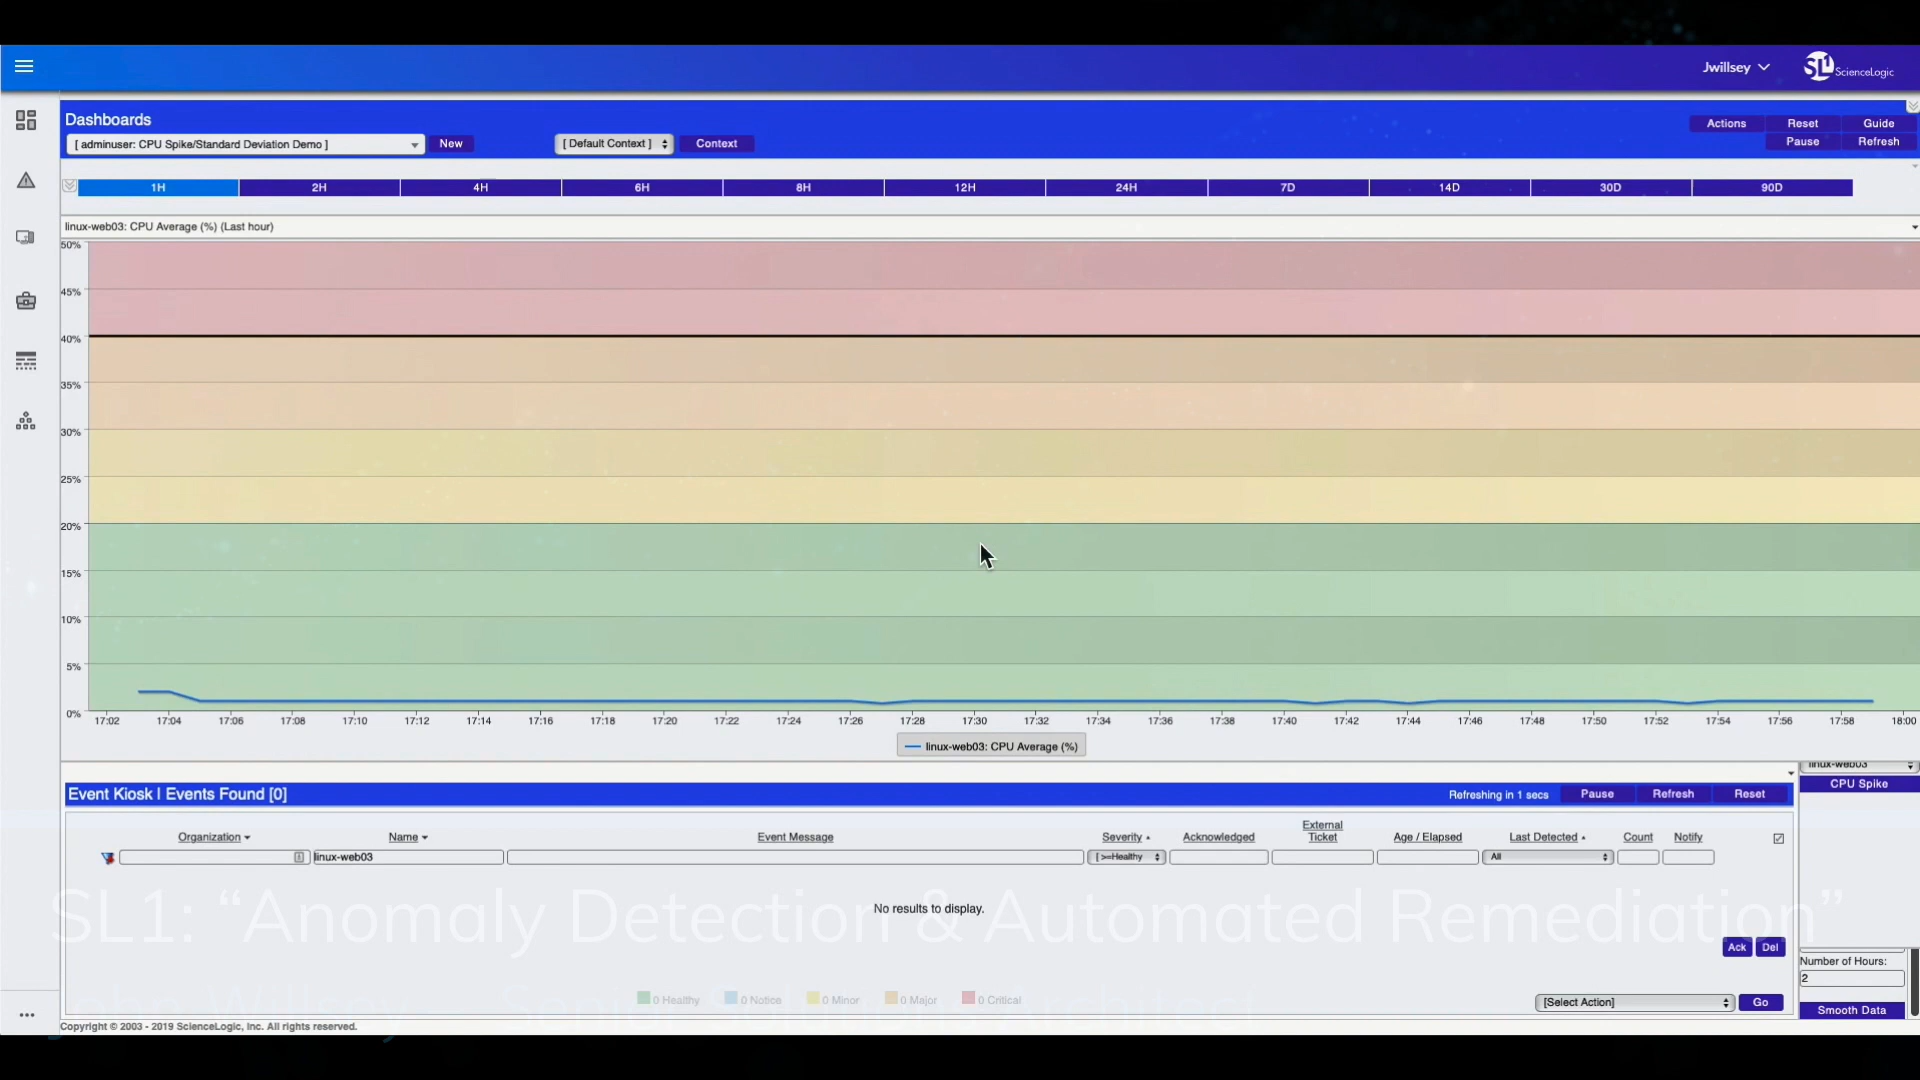 Jwillsey
SL1 ScienceLogic
Dashboards
Actions Reset Guide
[ adminuser: CPU Spike/Standard Deviation Demo ] New [ Default Context ] Context Pause Refresh
1H 2H 4H 6H 8H 12H 24H 7D 14D 30D 90D
linux-web03: CPU Average (%) (Last hour)
50%
45%
40%
35%
30%
25%
20%
15%
10%
5%
0%
17:02 17:04 17:06 17:08 17:10 17:12 17:14 17:16 17:18 17:20 17:22 17:24 17:26 17:28 17:30 17:32 17:34 17:36 17:38 17:40 17:42 17:44 17:46 17:48 17:50 17:52 17:54 17:56 17:58 18:00
linux-web03: CPU Average (%)
linux-web03
CPU Spike
Event Kiosk | Events Found [0] Refreshing in 1 secs Pause Refresh Reset
Organization Name Event Message Severity Acknowledged External Ticket Age / Elapsed Last Detected Count Notify
linux-web03 [ >=Healthy All
No results to display.
SL1: “Anomaly Detection & Automated Remediation”
Ack Del
Number of Hours:
2
0 Healthy 0 Notice 0 Minor 0 Major 0 Critical
[Select Action] Go
John Willsey
Smooth Data
Copyright © 2003 - 2019 ScienceLogic, Inc. All rights reserved.